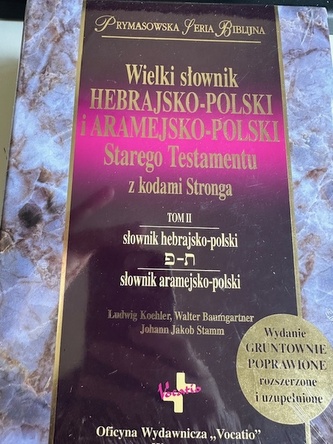 PRYMASOWSKA SERIA BIBLIJNA
Wielki słownik
HEBRAJSKO-POLSKI
i ARAMEJSKO-POLSKI
Starego Testamentu
z kodami Stronga
TOM II
słownik hebrajsko-polski
פ-ת
słownik aramejsko-polski
Ludwig Koehler, Walter Baumgartner
Johann Jakob Stamm
Wydanie
GRUNTOWNIE
POPRAWIONE
rozszerzone
i uzupełnione
Vocatio
Oficyna Wydawnicza „Vocatio”